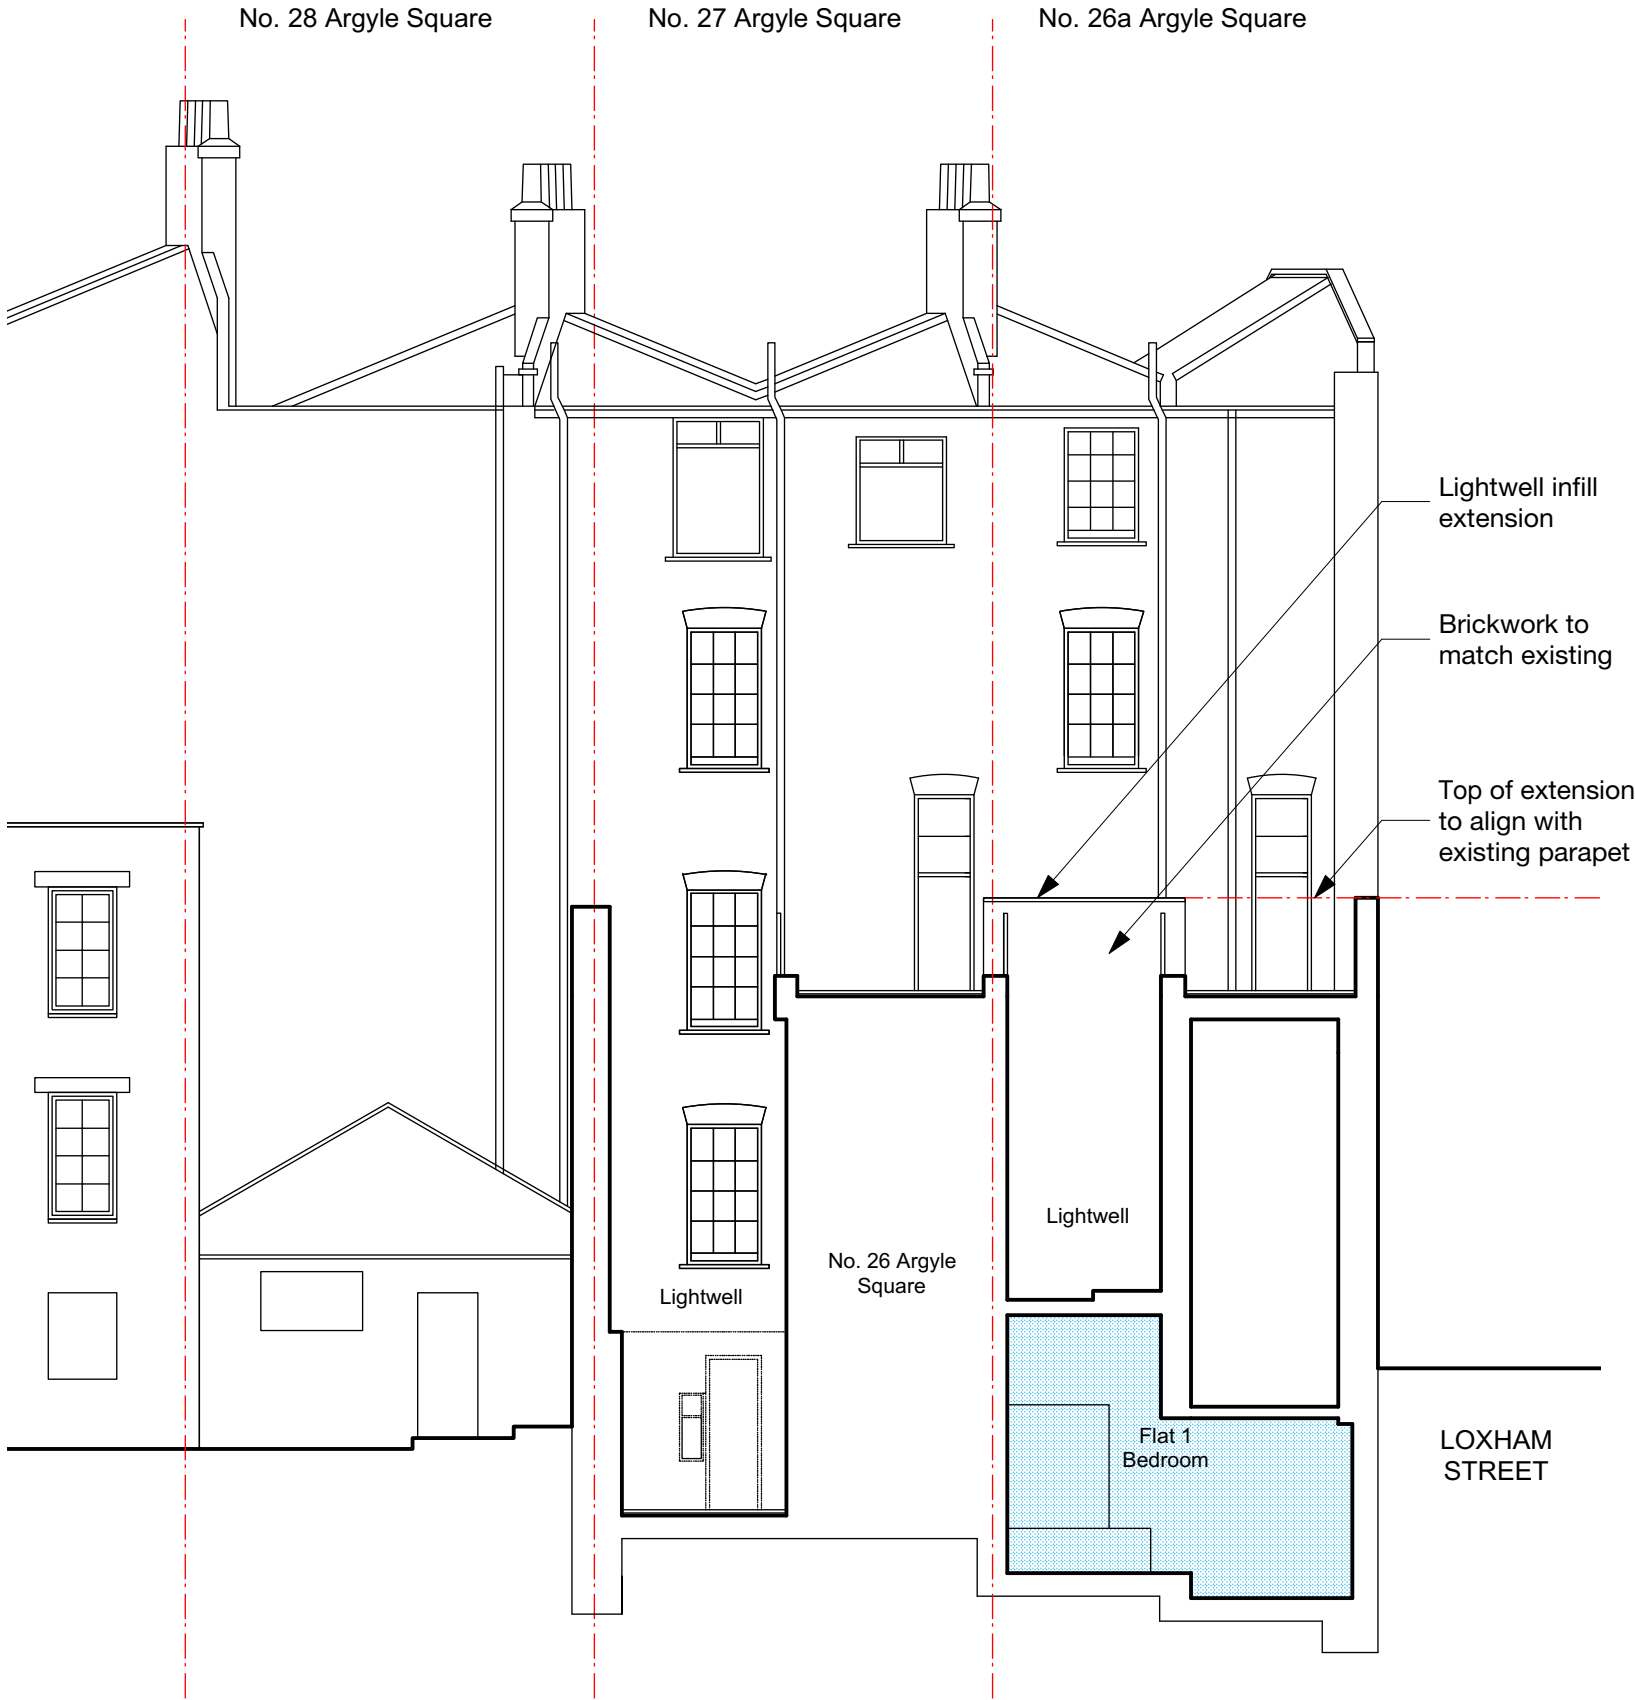 No. 28 Argyle Square
No. 27 Argyle Square
No. 26a Argyle Square
Lightwell infill
extension
Brickwork to
match existing
Top of extension
to align with
existing parapet
Lightwell
No. 26 Argyle
Square
Lightwell
Flat 1
Bedroom
LOXHAM
STREET